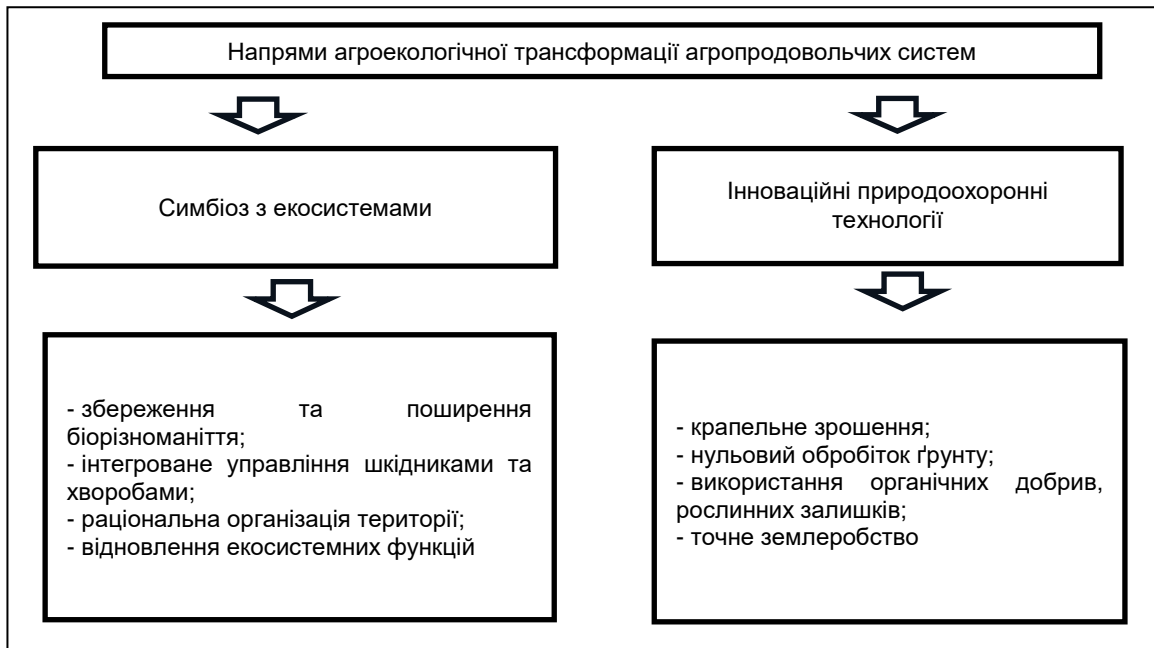 Напрями агроекологічної трансформації агропродовольчих систем
Симбіоз з екосистемами
Інноваційні природоохоронні
технології
- збереження та поширення
біорізноманіття;
- інтегроване управління шкідниками та
хворобами;
- раціональна організація території;
- відновлення екосистемних функцій
- крапельне зрошення;
- нульовий обробіток ґрунту;
- використання органічних добрив,
рослинних залишків;
- точне землеробство